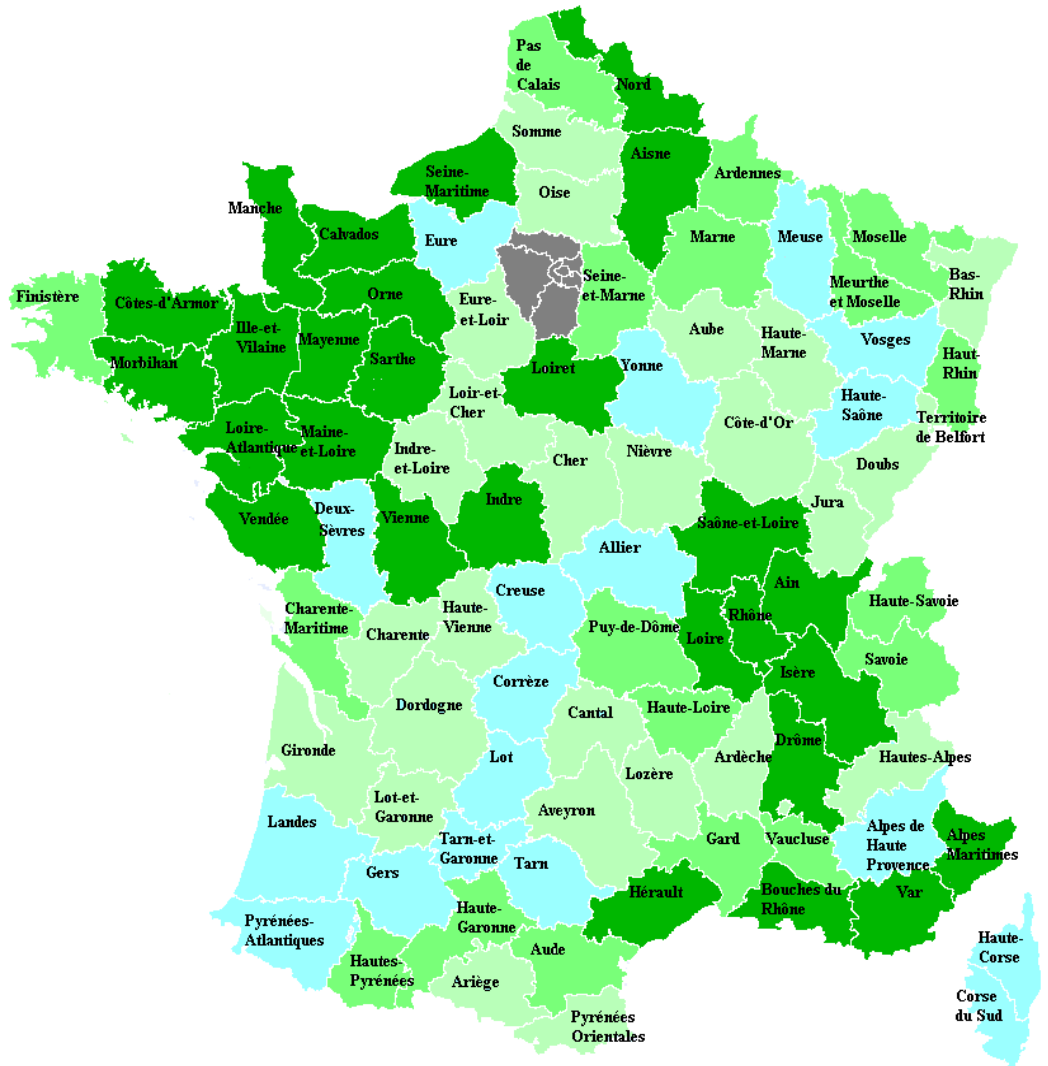 Pas
de
Calais
Nord
Somme
Aisne
Seine-
Maritime
Oise
Ardennes
Manche
Calvados
Eure
Marne
Meuse
Moselle
Bas-
Rhin
Finistère
Côtes-d'Armor
Orne
Eure-
et-Loir
Seine-
et-Marne
Meurthe
et Moselle
Ille-et-
Vilaine
Mayenne
Aube
Haute-
Marne
Vosges
Morbihan
Sarthe
Loiret
Yonne
Haut-
Rhin
Loir-et-
Cher
Haute-
Saône
Loire-
Atlantique
Maine-
et-Loire
Côte-d'Or
Territoire
de Belfort
Indre-
et-Loire
Cher
Nièvre
Doubs
Vendée
Deux-
Sèvres
Vienne
Indre
Saône-et-Loire
Jura
Allier
Creuse
Ain
Charente-
Maritime
Haute-
Vienne
Charente
Puy-de-Dôme
Rhône
Loire
Haute-Savoie
Savoie
Isère
Corrèze
Dordogne
Cantal
Haute-Loire
Drôme
Gironde
Lot
Ardèche
Hautes-Alpes
Lozère
Lot-et-
Garonne
Aveyron
Landes
Tarn-et-
Garonne
Tarn
Gard
Vaucluse
Alpes de
Haute
Provence
Alpes
Maritimes
Gers
Hérault
Bouches du
Rhône
Var
Pyrénées-
Atlantiques
Haute-
Garonne
Aude
Hautes-
Pyrénées
Ariège
Haute-
Corse
Corse
du Sud
Pyrénées
Orientales